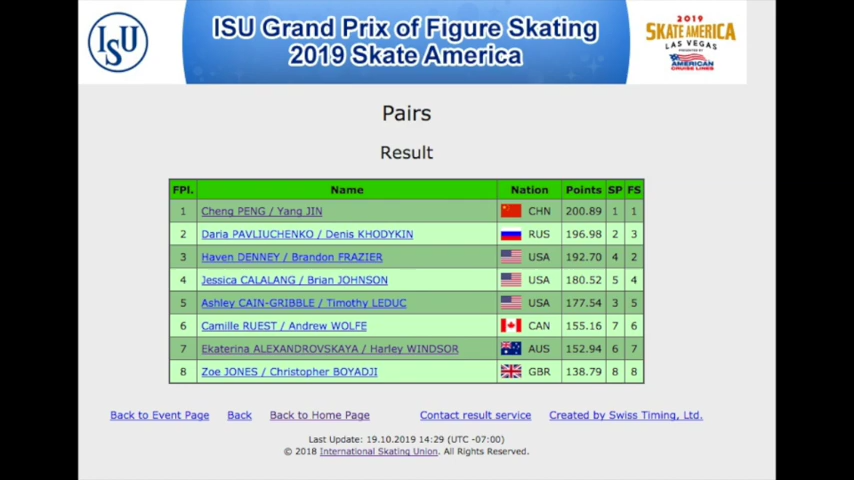 ISU
ISU Grand Prix of Figure Skating
2019 Skate America
2019
SKATE AMERICA
LAS VEGAS
PRESENTED BY
AMERICAN
CRUISE LINES
Pairs
Result
FPl. Name Nation Points SP FS
1 Cheng PENG / Yang JIN CHN 200.89 1 1
2 Daria PAVLIUCHENKO / Denis KHODYKIN RUS 196.98 2 3
3 Haven DENNEY / Brandon FRAZIER USA 192.70 4 2
4 Jessica CALALANG / Brian JOHNSON USA 180.52 5 4
5 Ashley CAIN-GRIBBLE / Timothy LEDUC USA 177.54 3 5
6 Camille RUEST / Andrew WOLFE CAN 155.16 7 6
7 Ekaterina ALEXANDROVSKAYA / Harley WINDSOR AUS 152.94 6 7
8 Zoe JONES / Christopher BOYADJI GBR 138.79 8 8
Back to Event Page Back Back to Home Page Contact result service Created by Swiss Timing, Ltd.
Last Update: 19.10.2019 14:29 (UTC -07:00)
© 2018 International Skating Union. All Rights Reserved.